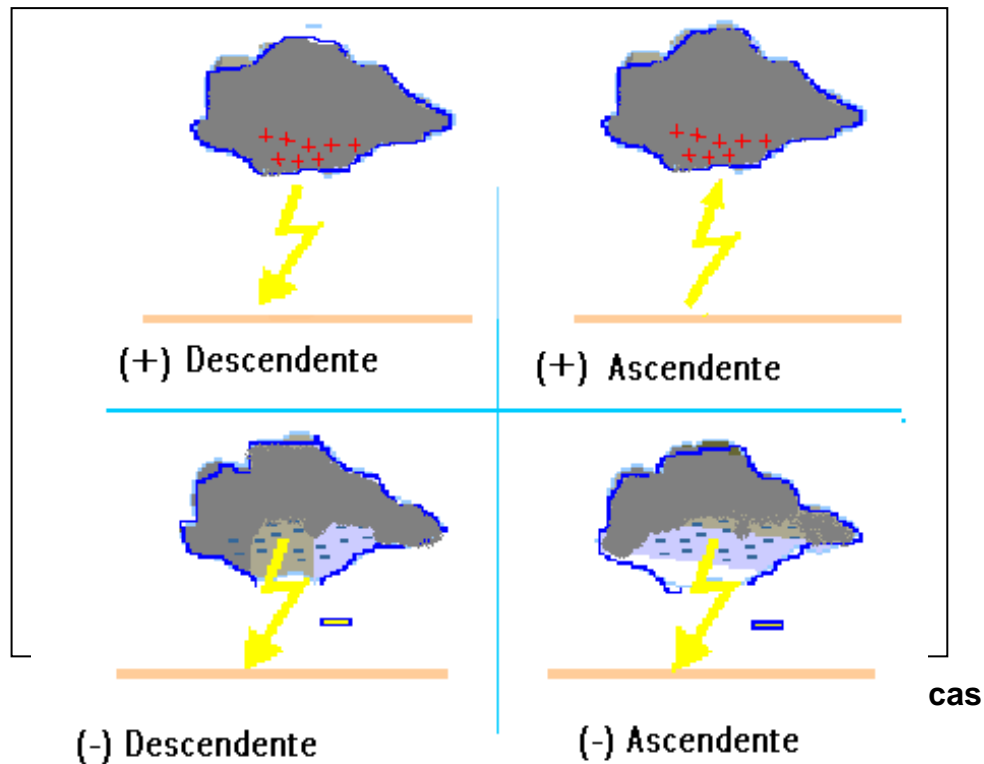 (+) Descendente
(+) Ascendente
cas
(-) Descendente
(-) Ascendente